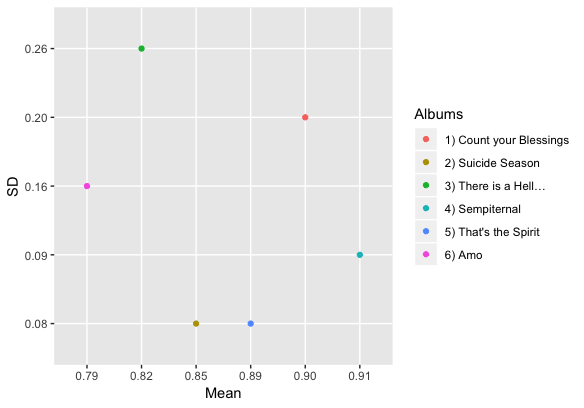 0.26
0.20
0.16
0.09
0.08
SD
0.79 0.82 0.85 0.89 0.90 0.91
Mean
Albums
1) Count your Blessings
2) Suicide Season
3) There is a Hell…
4) Sempiternal
5) That's the Spirit
6) Amo